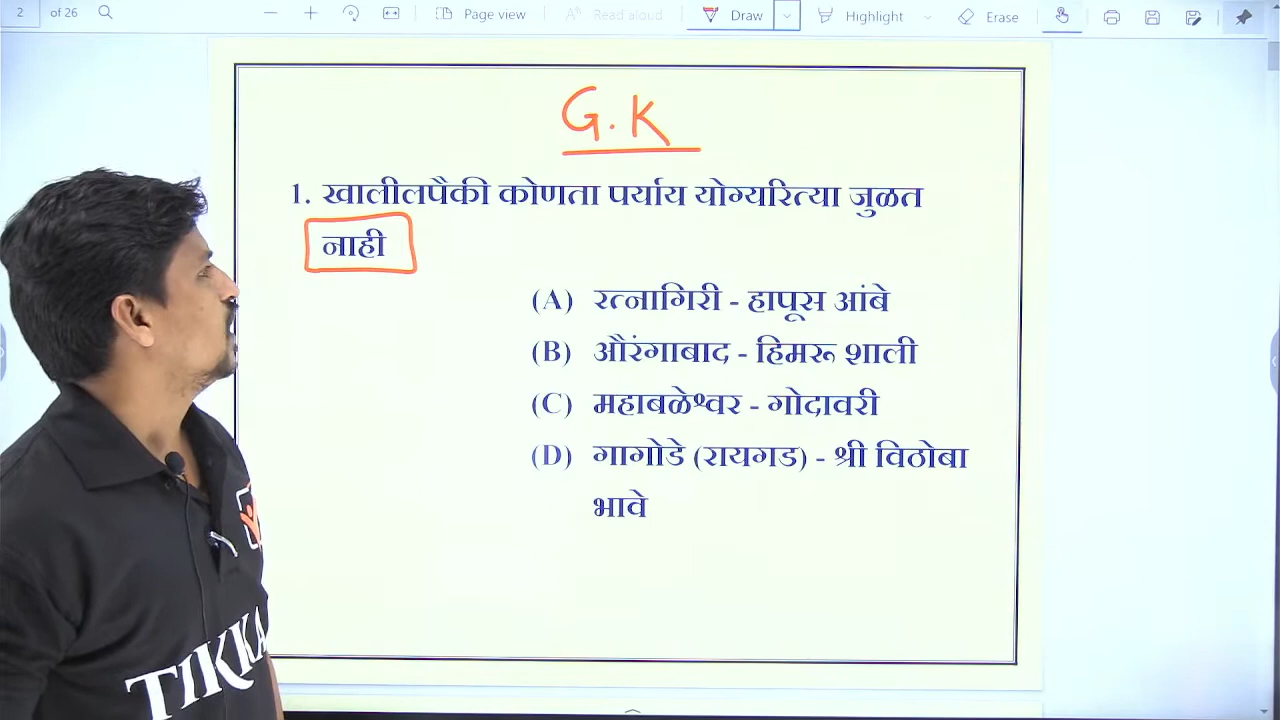 2 of 26 Page view Read aloud Draw Highlight Erase
G.K
1. खालीलपैकी कोणता पर्याय योग्यरित्या जुळत
नाही
(A) रत्नागिरी - हापूस आंबे
(B) औरंगाबाद - हिमरू शाली
(C) महाबळेश्वर - गोदावरी
(D) गागोडे (रायगड) - श्री विठोबा
भावे
TIKKA